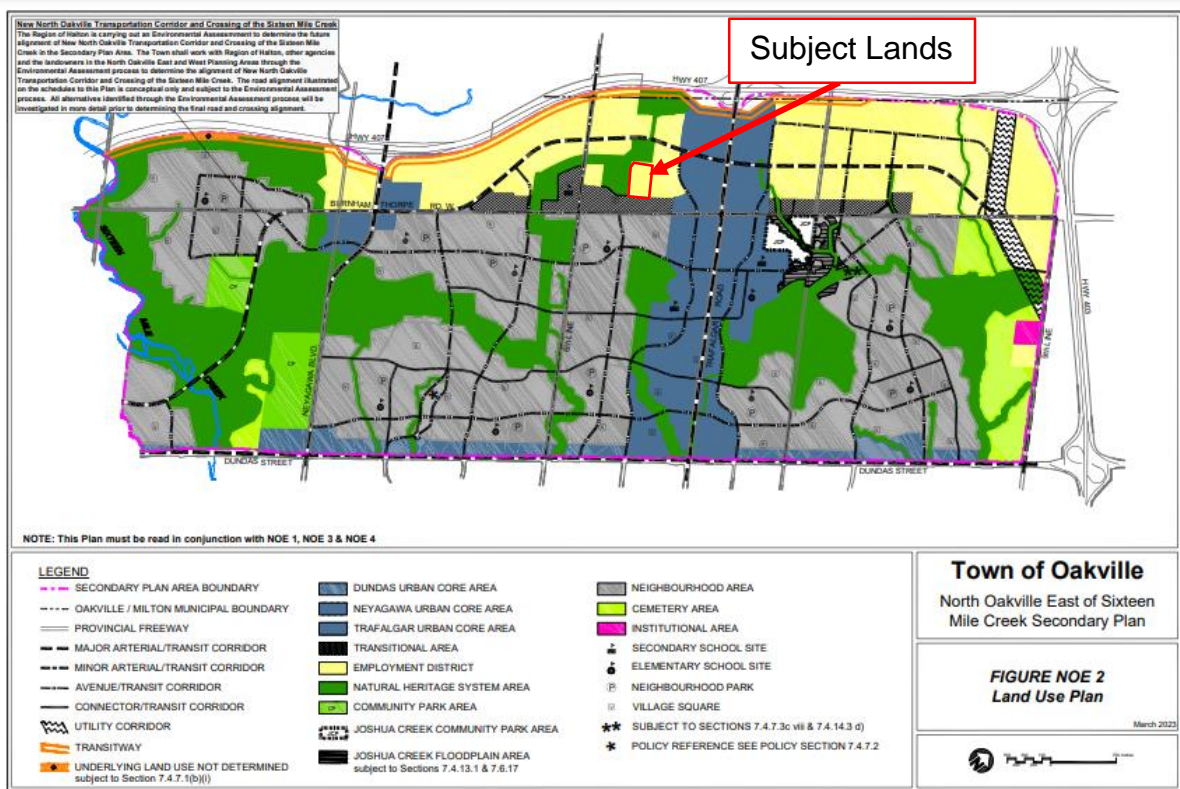 New North Oakville Transportation Corridor and Crossing of the Sixteen Mile Creek
The Region of Halton is carrying out an Environmental Assessment to determine the future
alignment of New North Oakville Transportation Corridor and Crossing of the Sixteen Mile
Creek in the Secondary Plan Area. The Town shall work with Region of Halton, other agencies
and the landowners in the North Oakville East and West Planning Areas through the
Environmental Assessment process to determine the alignment of New North Oakville
Transportation Corridor and Crossing of the Sixteen Mile Creek. The road alignment illustrated
on the schedules to this Plan is conceptual only and subject to the Environmental Assessment
process. All alternatives identified through the Environmental Assessment process will be
investigated in more detail prior to determining the final road and crossing alignment.
Subject Lands
HWY 407
HWY 407
BURNHAM THORPE RD. W.
SIXTEEN
MILE
CREEK
NEYAGAWA BLVD.
6TH LINE
TRAFALGAR ROAD
JCP
JCP
CP
CP
HWY 403
9TH LINE
DUNDAS STREET
DUNDAS STREET
NOTE: This Plan must be read in conjunction with NOE 1, NOE 3 & NOE 4
LEGEND
SECONDARY PLAN AREA BOUNDARY
OAKVILLE / MILTON MUNICIPAL BOUNDARY
PROVINCIAL FREEWAY
MAJOR ARTERIAL/TRANSIT CORRIDOR
MINOR ARTERIAL/TRANSIT CORRIDOR
AVENUE/TRANSIT CORRIDOR
CONNECTOR/TRANSIT CORRIDOR
UTILITY CORRIDOR
TRANSITWAY
UNDERLYING LAND USE NOT DETERMINED
subject to Section 7.4.7.1(b)(i)
DUNDAS URBAN CORE AREA
NEYAGAWA URBAN CORE AREA
TRAFALGAR URBAN CORE AREA
TRANSITIONAL AREA
EMPLOYMENT DISTRICT
NATURAL HERITAGE SYSTEM AREA
CP COMMUNITY PARK AREA
JCP JOSHUA CREEK COMMUNITY PARK AREA
JOSHUA CREEK FLOODPLAIN AREA
subject to Sections 7.4.13.1 & 7.6.17
NEIGHBOURHOOD AREA
CEMETERY AREA
INSTITUTIONAL AREA
SECONDARY SCHOOL SITE
ELEMENTARY SCHOOL SITE
P NEIGHBOURHOOD PARK
VILLAGE SQUARE
** SUBJECT TO SECTIONS 7.4.7.3c viii & 7.4.14.3 d)
* POLICY REFERENCE SEE POLICY SECTION 7.4.7.2
Town of Oakville
North Oakville East of Sixteen
Mile Creek Secondary Plan
FIGURE NOE 2
Land Use Plan
March 2023